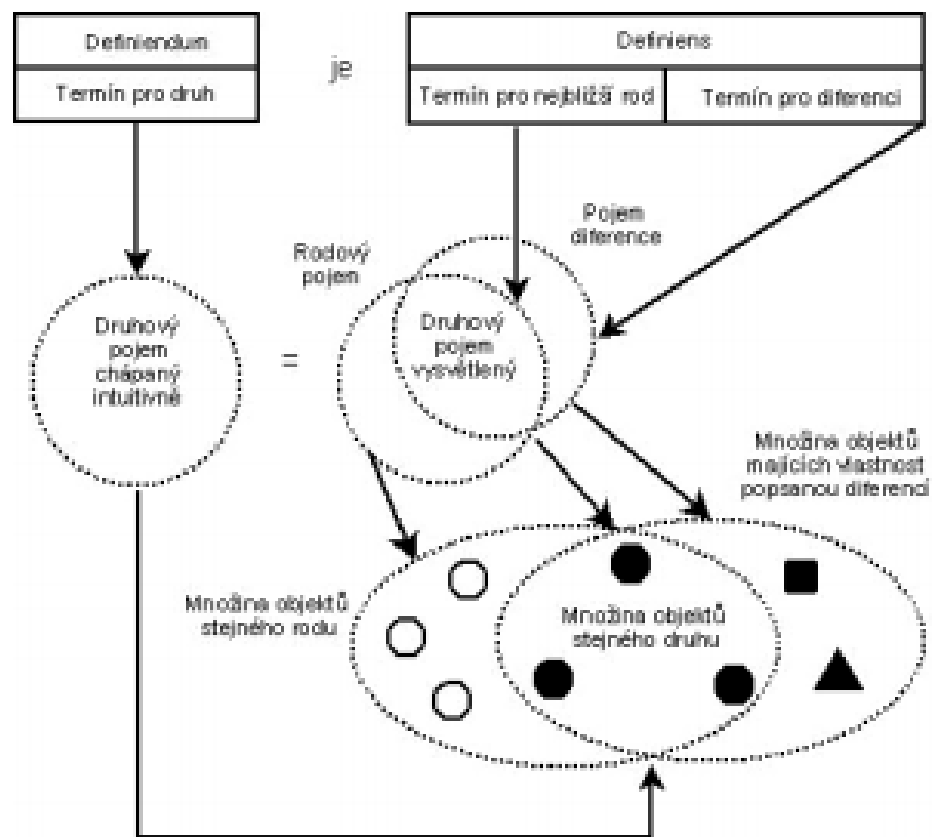 Definiendum
je
Definiens
Termín pro druh
Termín pro nejbližší rod
Termín pro diferenci
Pojem
diference
Rodový
pojem
Druhový
pojem
chápaný
intuitivně
=
Druhový
pojem
vysvětlený
Množina objektů
majících vlastnost
popsanou diferencí
Množina objektů
stejného rodu
Množina objektů
stejného druhu